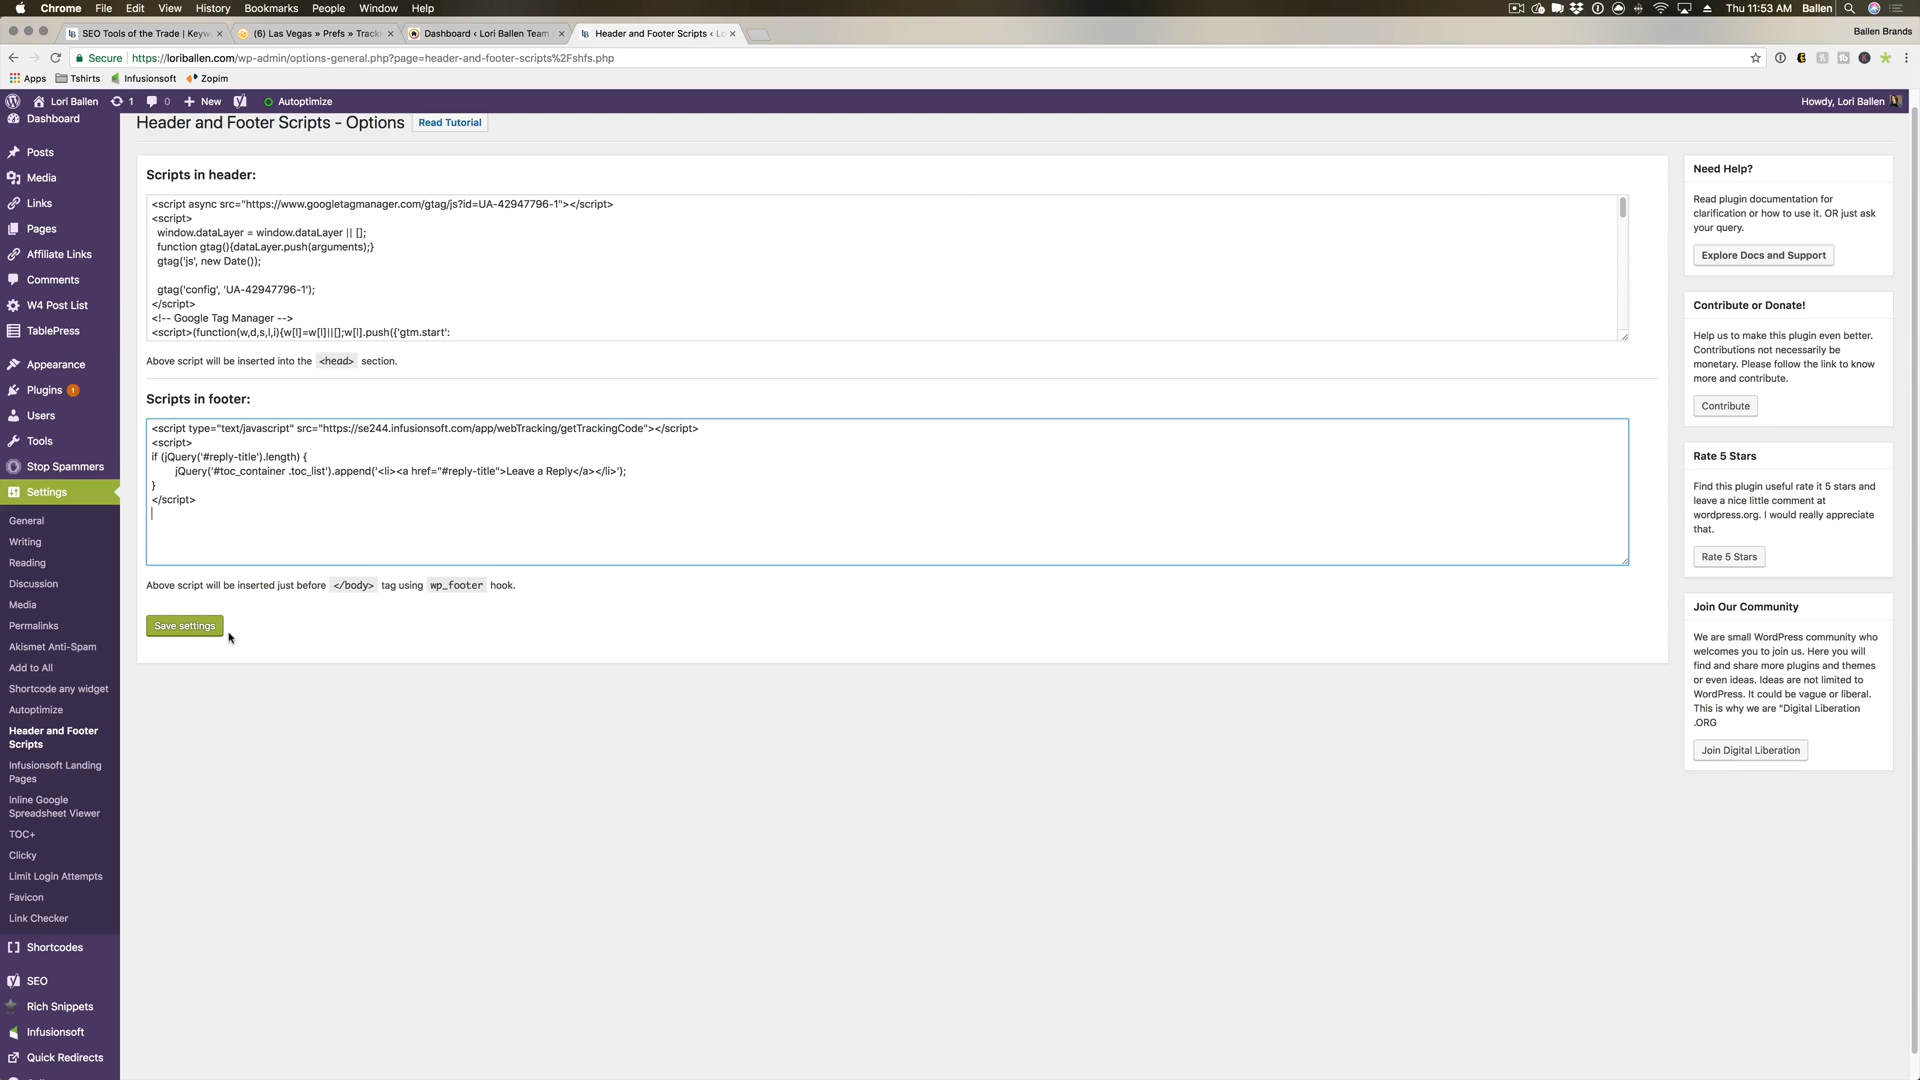 Chrome File Edit View History Bookmarks People Window Help
Thu 11:53 AM Ballen
SEO Tools of the Trade | Keyw
(6) Las Vegas » Prefs » Tracki
Dashboard ‹ Lori Ballen Team
Header and Footer Scripts ‹ Lo
Ballen Brands
Secure https://loriballen.com/wp-admin/options-general.php?page=header-and-footer-scripts%2Fshfs.php
Apps Tshirts Infusionsoft Zopim
Lori Ballen 1 0 New Autoptimize
Howdy, Lori Ballen
Dashboard
Posts
Media
Links
Pages
Affiliate Links
Comments
W4 Post List
TablePress
Appearance
Plugins 1
Users
Tools
Stop Spammers
Settings
General
Writing
Reading
Discussion
Media
Permalinks
Akismet Anti-Spam
Add to All
Shortcode any widget
Autoptimize
Header and Footer
Scripts
Infusionsoft Landing
Pages
Inline Google
Spreadsheet Viewer
TOC+
Clicky
Limit Login Attempts
Favicon
Link Checker
Shortcodes
SEO
Rich Snippets
Infusionsoft
Quick Redirects
Header and Footer Scripts - Options Read Tutorial
Scripts in header:
<script async src="https://www.googletagmanager.com/gtag/js?id=UA-42947796-1"></script>
<script>
window.dataLayer = window.dataLayer || [];
function gtag(){dataLayer.push(arguments);}
gtag('js', new Date());
gtag('config', 'UA-42947796-1');
</script>
<!-- Google Tag Manager -->
<script>(function(w,d,s,l,i){w[l]=w[l]||[];w[l].push({'gtm.start':
Above script will be inserted into the <head> section.
Scripts in footer:
<script type="text/javascript" src="https://se244.infusionsoft.com/app/webTracking/getTrackingCode"></script>
<script>
if (jQuery('#reply-title').length) {
jQuery('#toc_container .toc_list').append('<li><a href="#reply-title">Leave a Reply</a></li>');
}
</script>
Above script will be inserted just before </body> tag using wp_footer hook.
Save settings
Need Help?
Read plugin documentation for
clarification or how to use it. OR just ask
your query.
Explore Docs and Support
Contribute or Donate!
Help us to make this plugin even better.
Contributions not necessarily be
monetary. Please follow the link to know
more and contribute.
Contribute
Rate 5 Stars
Find this plugin useful rate it 5 stars and
leave a nice little comment at
wordpress.org. I would really appreciate
that.
Rate 5 Stars
Join Our Community
We are small WordPress community who
welcomes you to join us. Here you will
find and share more plugins and themes
or even ideas. Ideas are not limited to
WordPress. It could be vague or liberal.
This is why we are "Digital Liberation
.ORG
Join Digital Liberation